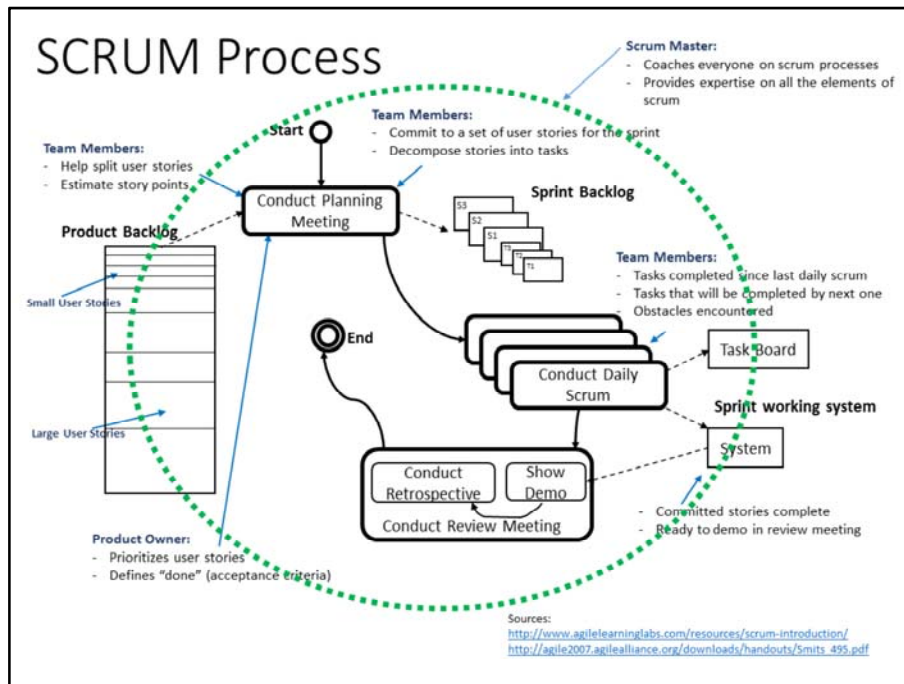 SCRUM Process
Scrum Master:
- Coaches everyone on scrum processes
- Provides expertise on all the elements of
scrum
Start
Team Members:
- Commit to a set of user stories for the sprint
- Decompose stories into tasks
Team Members:
- Help split user stories
- Estimate story points
Conduct Planning
Meeting
Sprint Backlog
S3
S2
S1
T3
T2
T1
Product Backlog
Small User Stories
Large User Stories
Team Members:
- Tasks completed since last daily scrum
- Tasks that will be completed by next one
- Obstacles encountered
End
Conduct Daily
Scrum
Task Board
Sprint working system
System
- Committed stories complete
- Ready to demo in review meeting
Conduct
Retrospective
Show
Demo
Conduct Review Meeting
Product Owner:
- Prioritizes user stories
- Defines “done” (acceptance criteria)
Sources:
http://www.agilelearninglabs.com/resources/scrum-introduction/
http://agile2007.agilealliance.org/downloads/handouts/Smits_495.pdf